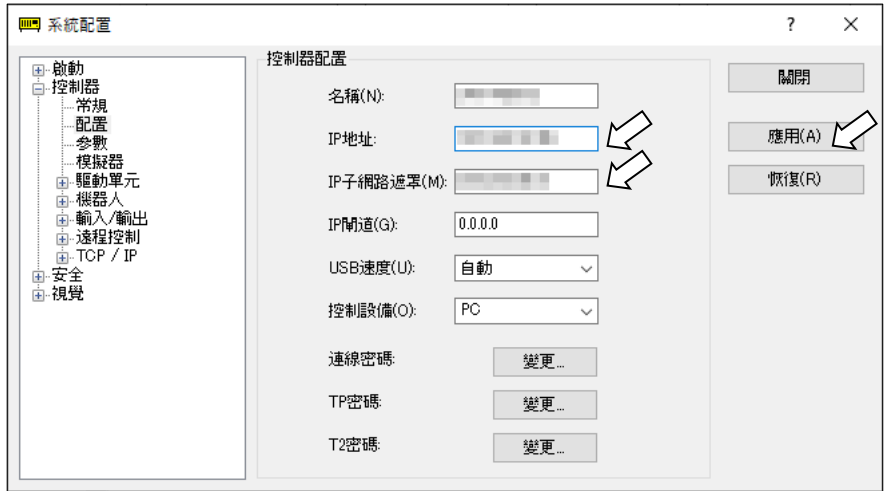 系統配置
啟動
控制器
常規
配置
參數
模擬器
驅動單元
機器人
輸入/輸出
遠程控制
TCP / IP
安全
視覺
控制器配置
名稱(N):
IP地址:
IP子網路遮罩(M):
IP閘道(G): 0.0.0.0
USB速度(U): 自動
控制設備(O): PC
連線密碼: 變更...
TP密碼: 變更...
T2密碼: 變更...
關閉
應用(A)
恢復(R)